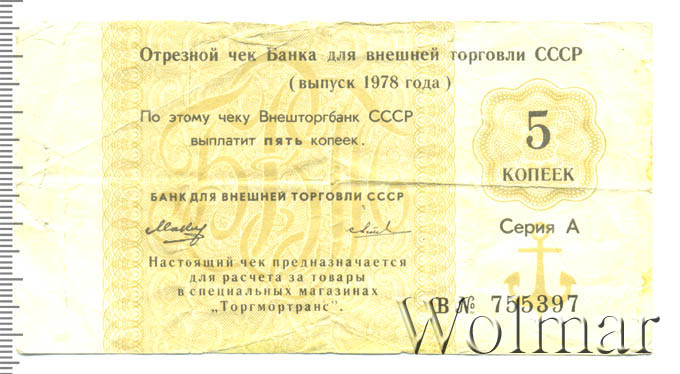 Отрезной чек Банка для внешней торговли СССР
(выпуск 1978 года)
По этому чеку Внешторгбанк СССР
выплатит пять копеек.
5
КОПЕЕК
БАНК ДЛЯ ВНЕШНЕЙ ТОРГОВЛИ СССР
Серия А
Настоящий чек предназначается
для расчета за товары
в специальных магазинах
„Торгмортранс".
В № 755397
Wolmar